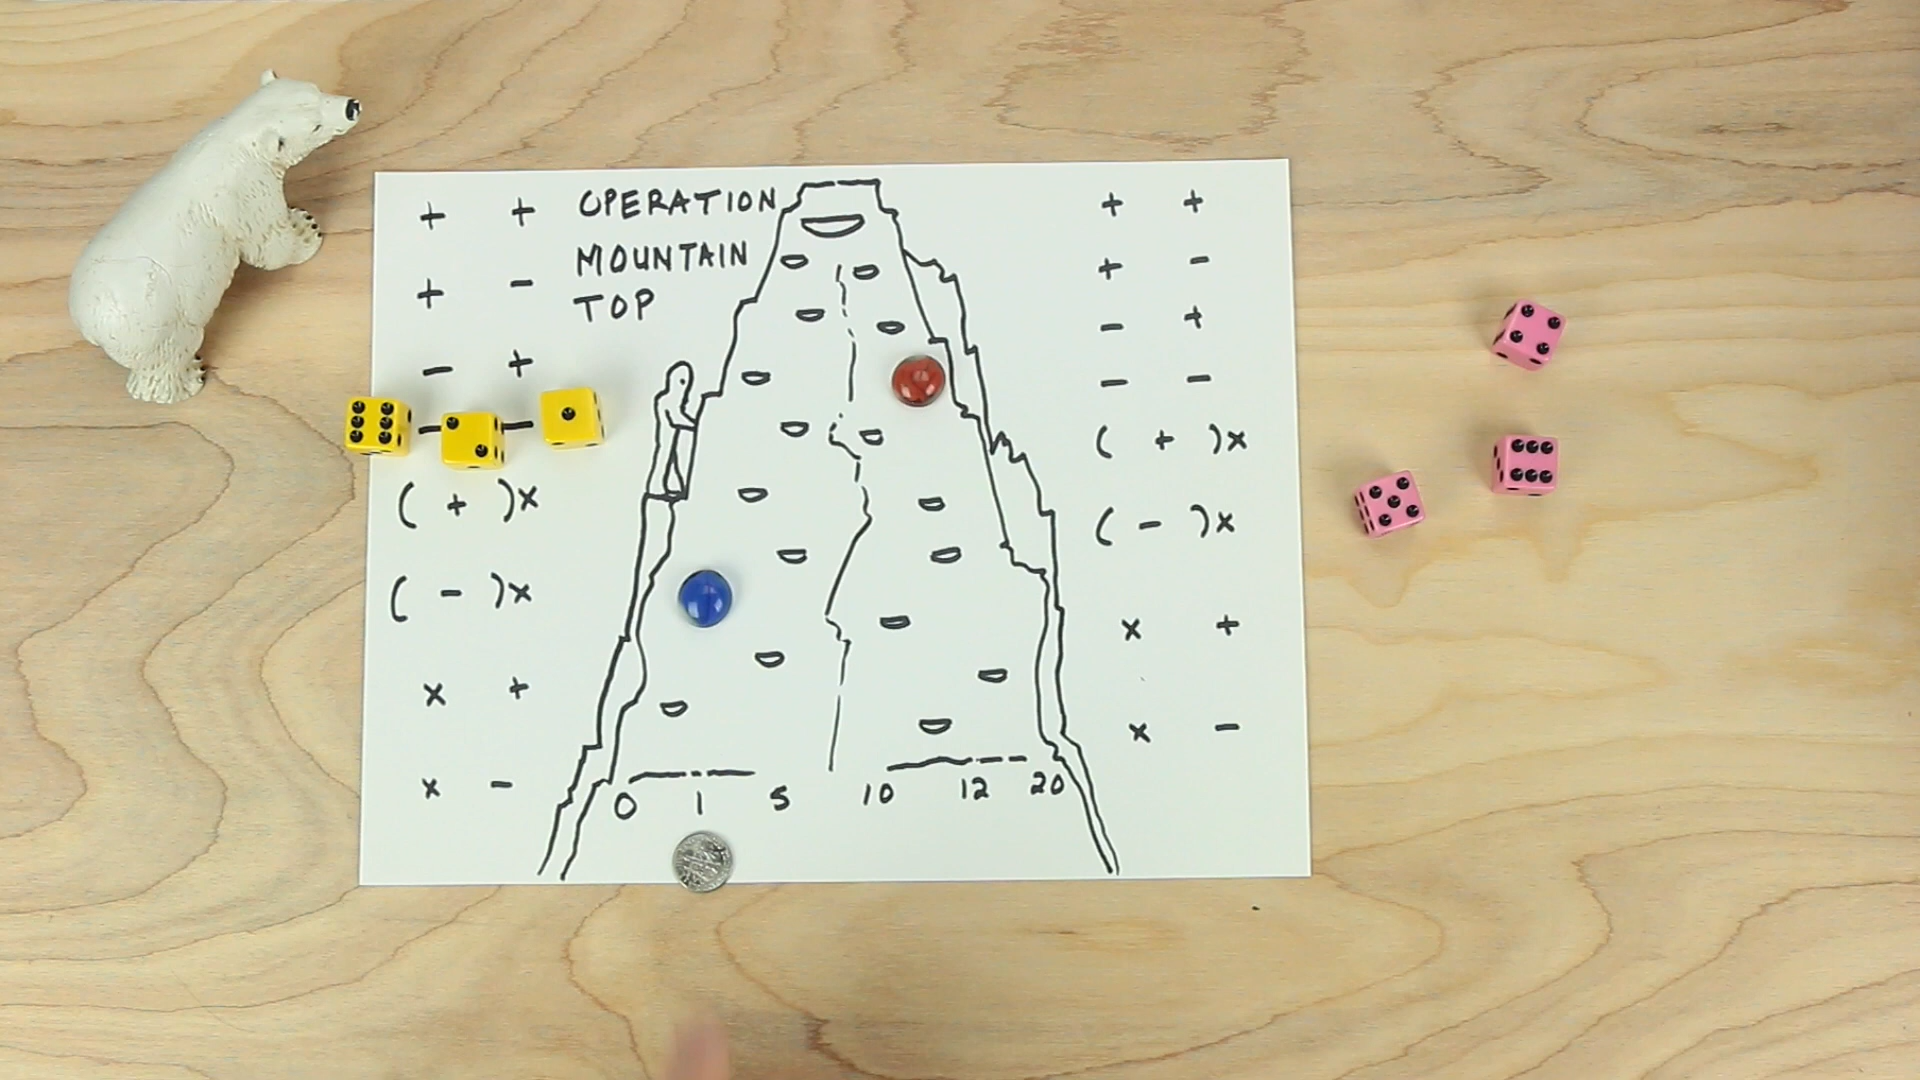 + + OPERATION
MOUNTAIN
+ -
TOP
- +
- -
( + )x
( - )x
x +
x -
+ +
+ -
- +
- -
( + )x
( - )x
x +
x -
0 1 5 10 12 20